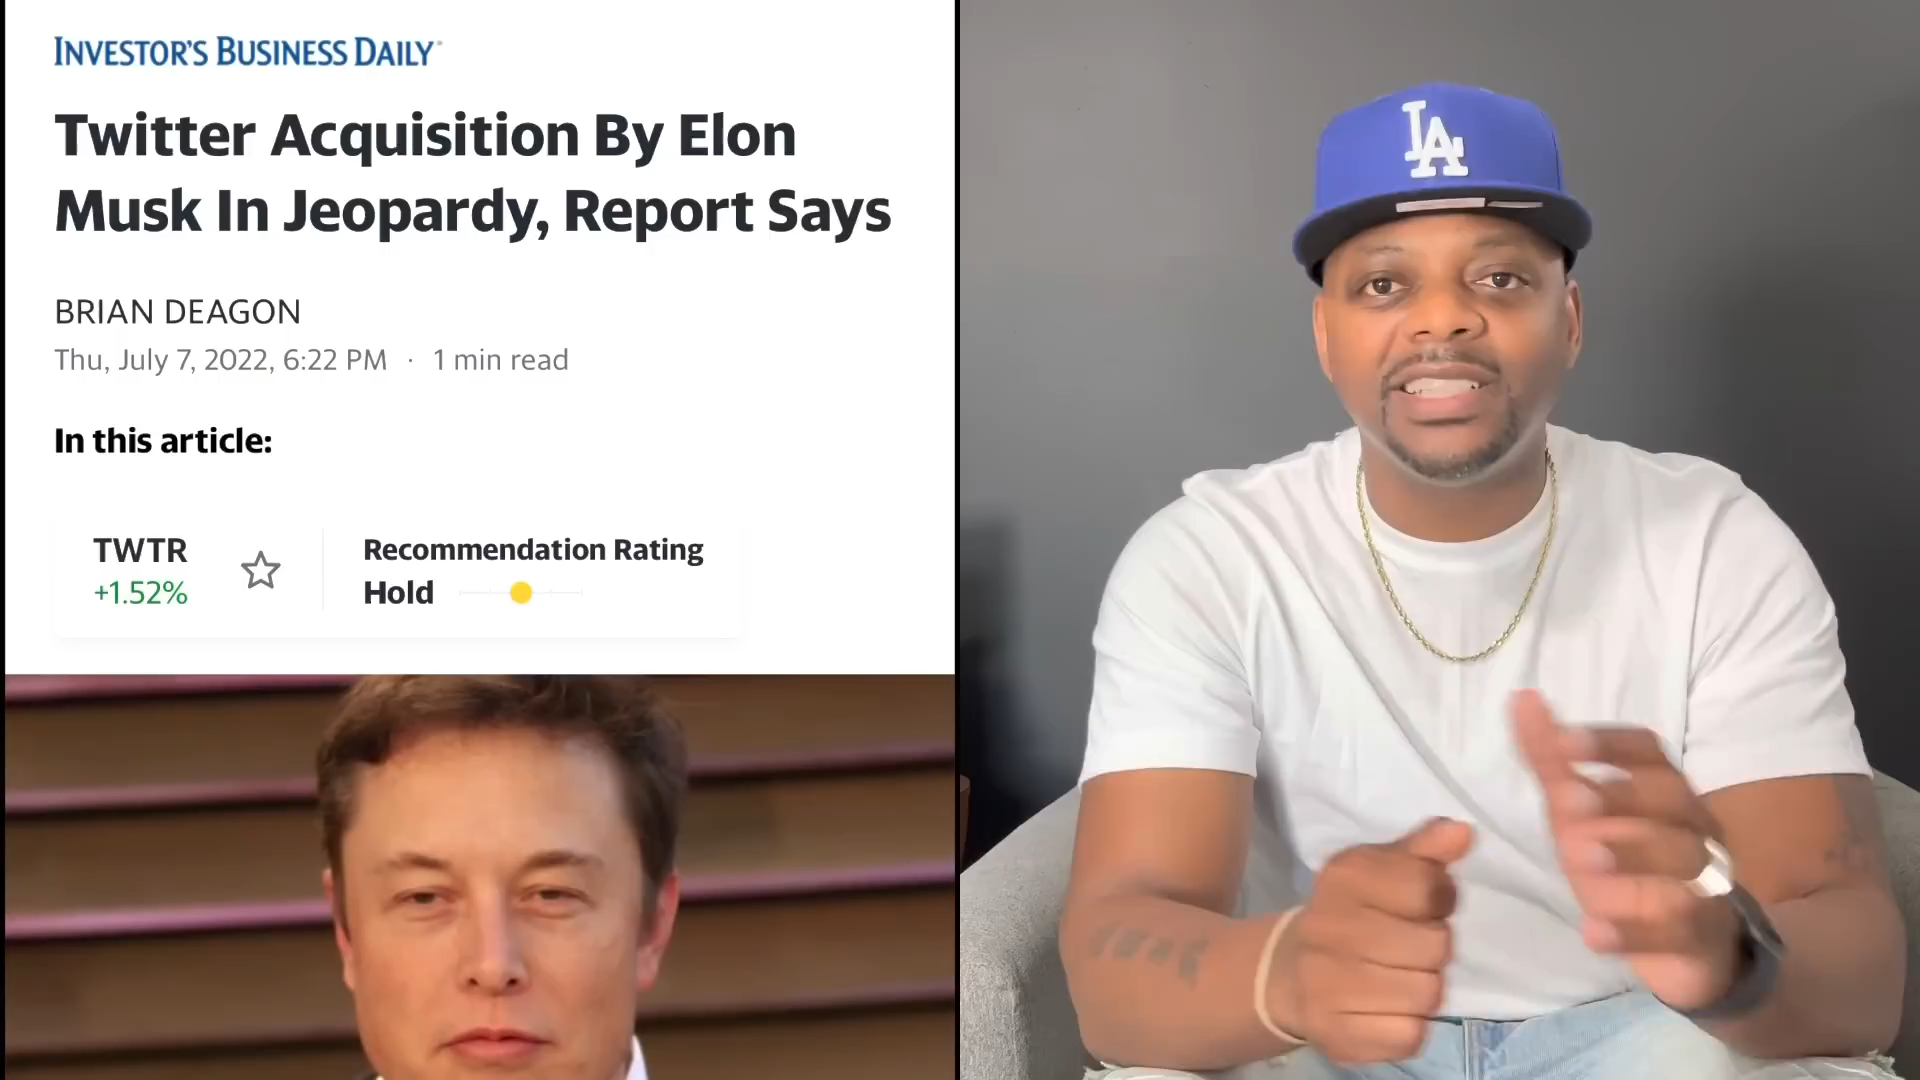 INVESTOR'S BUSINESS DAILY
Twitter Acquisition By Elon
Musk In Jeopardy, Report Says
BRIAN DEAGON
Thu, July 7, 2022, 6:22 PM · 1 min read
In this article:
TWTR
+1.52%
Recommendation Rating
Hold
LA